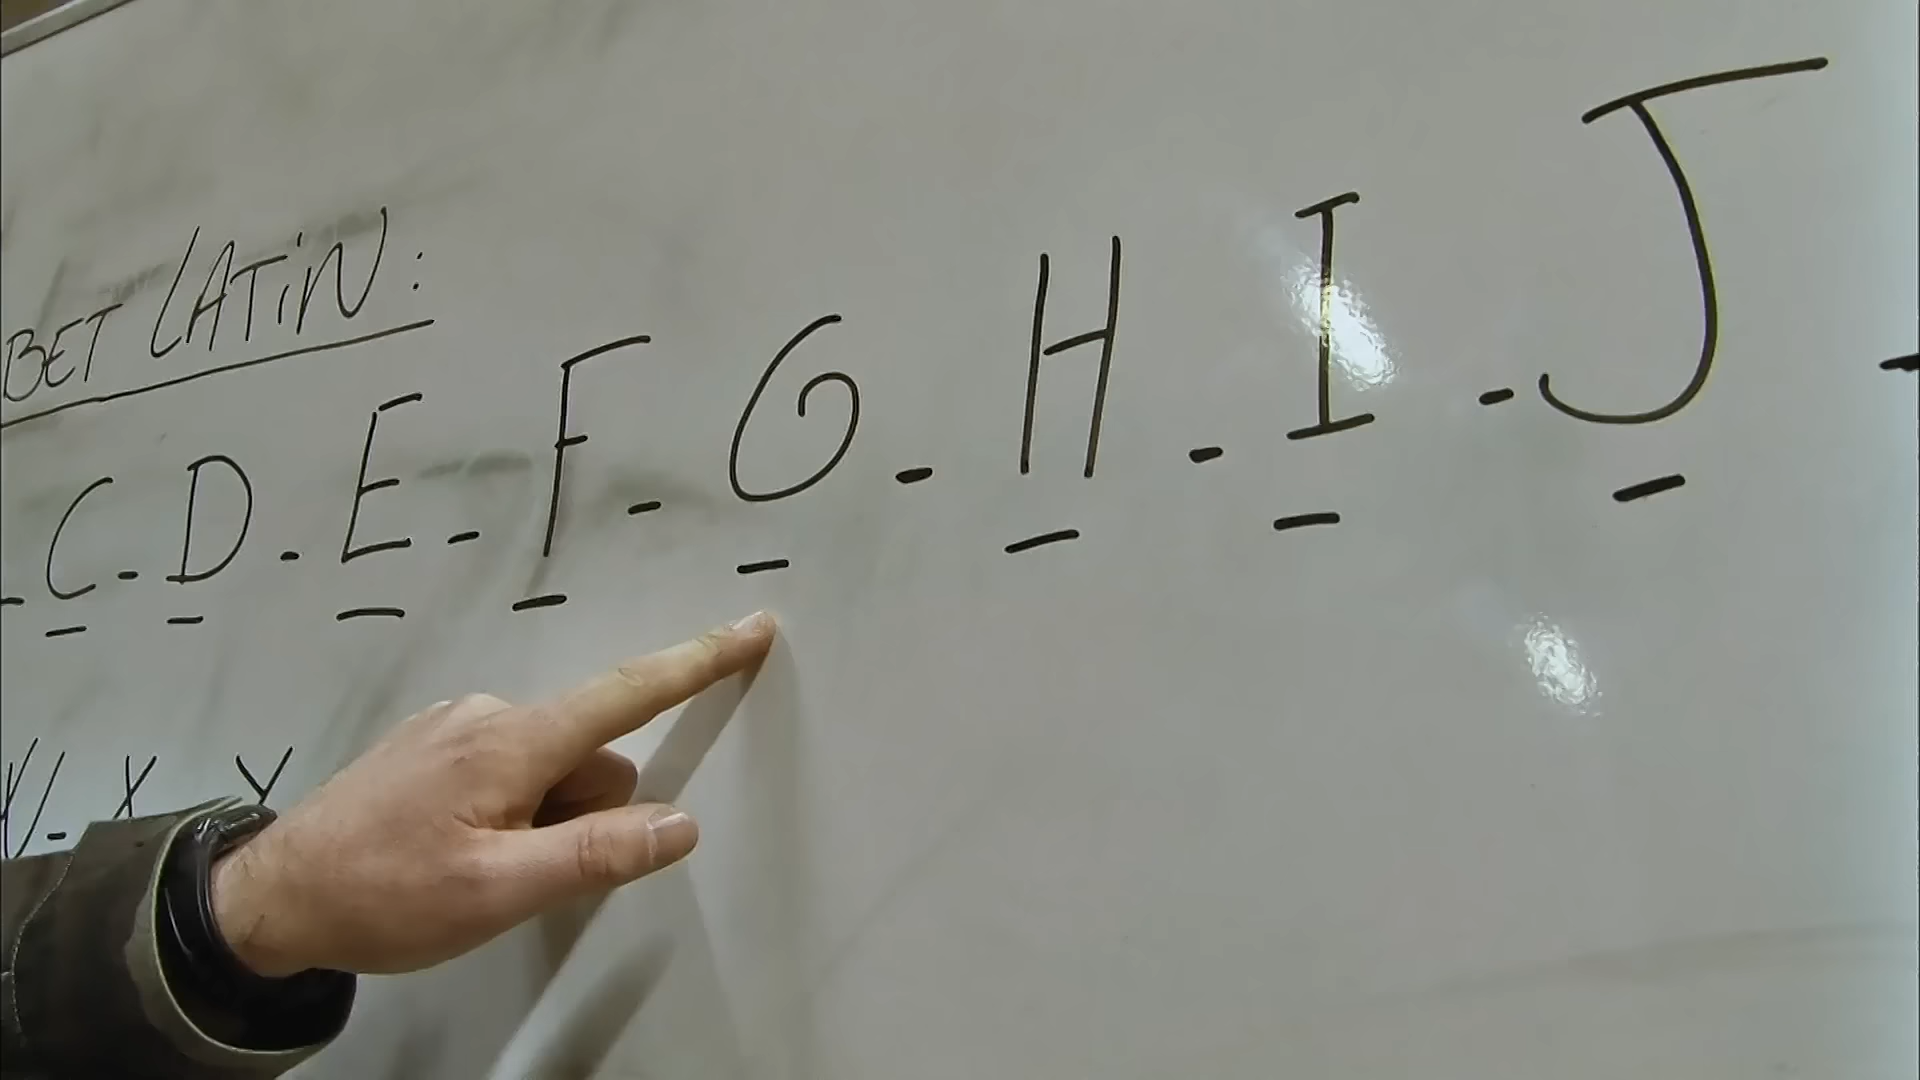 BET LATIN :
- C - D - E - F - G - H - I - J -
- X Y